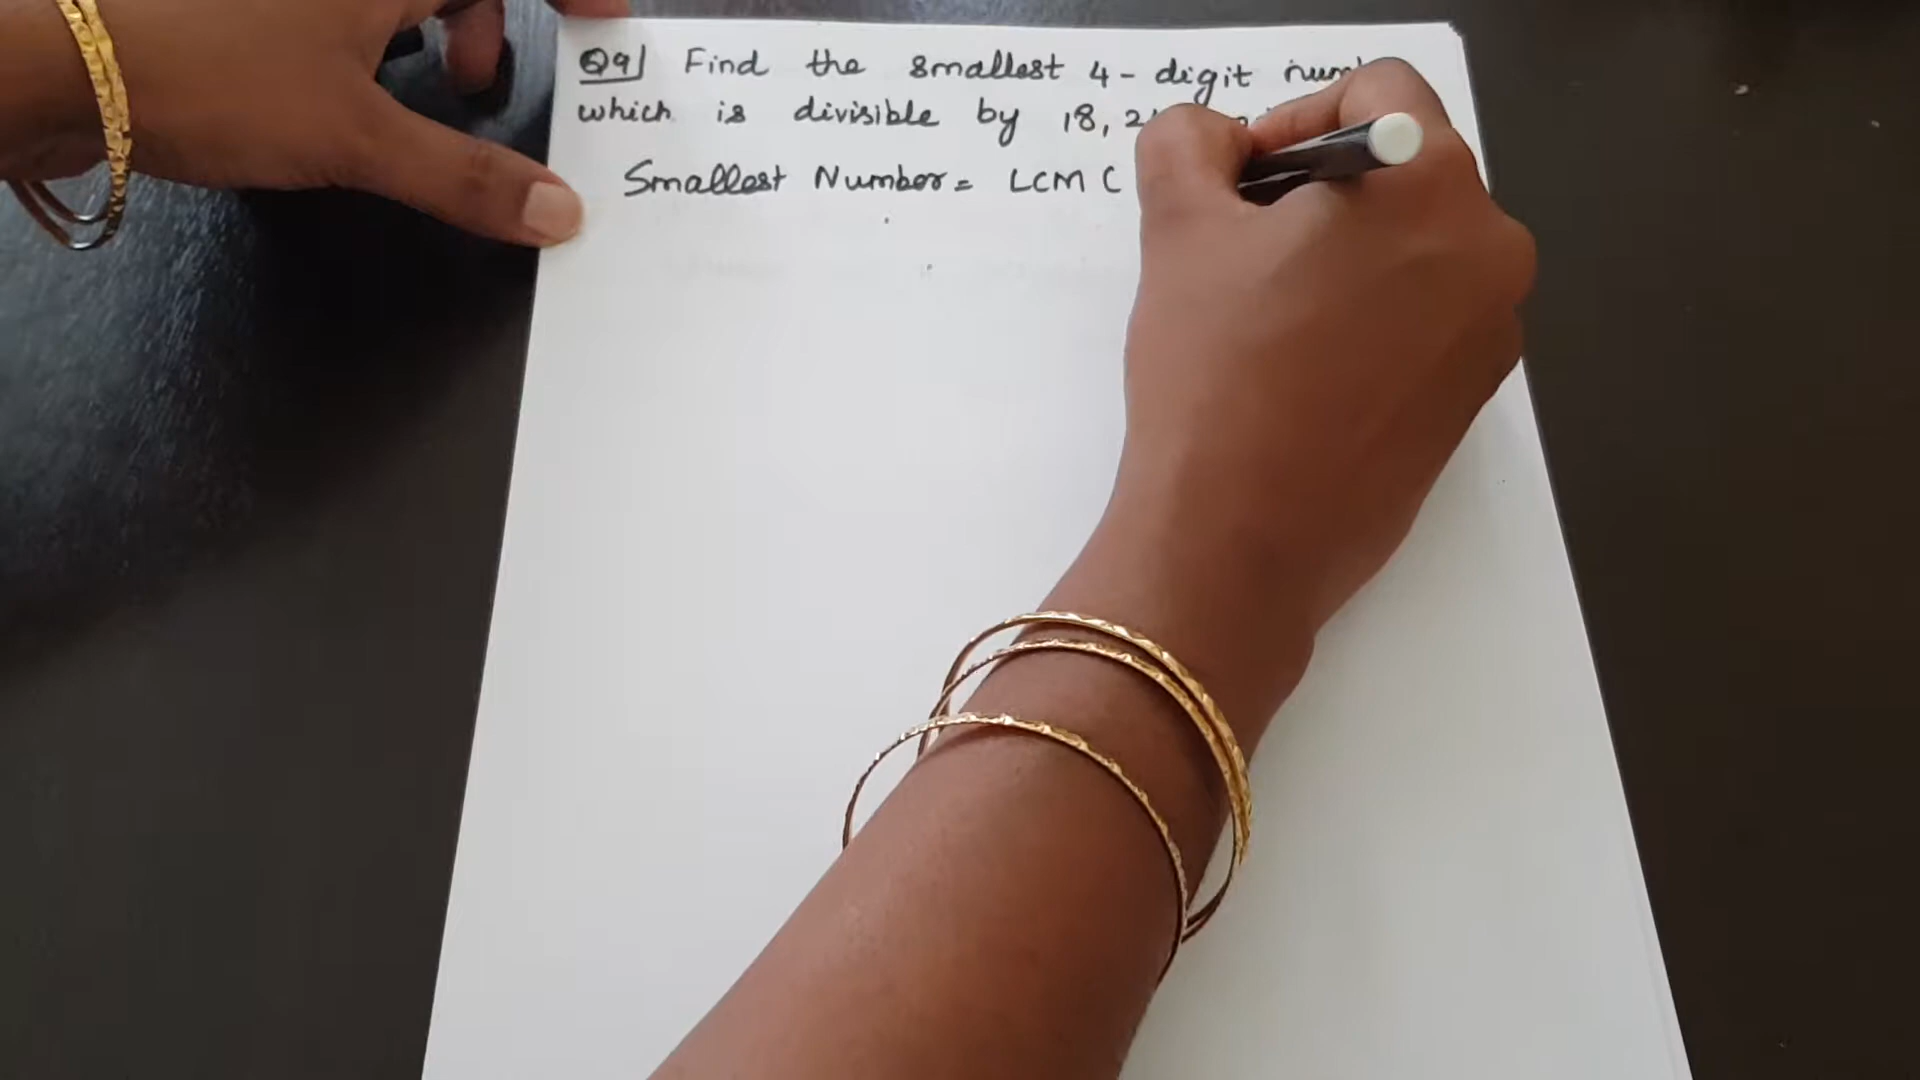 Q9| Find the smallest 4 - digit
which is divisible by 18,
Smallest Number = LCM (